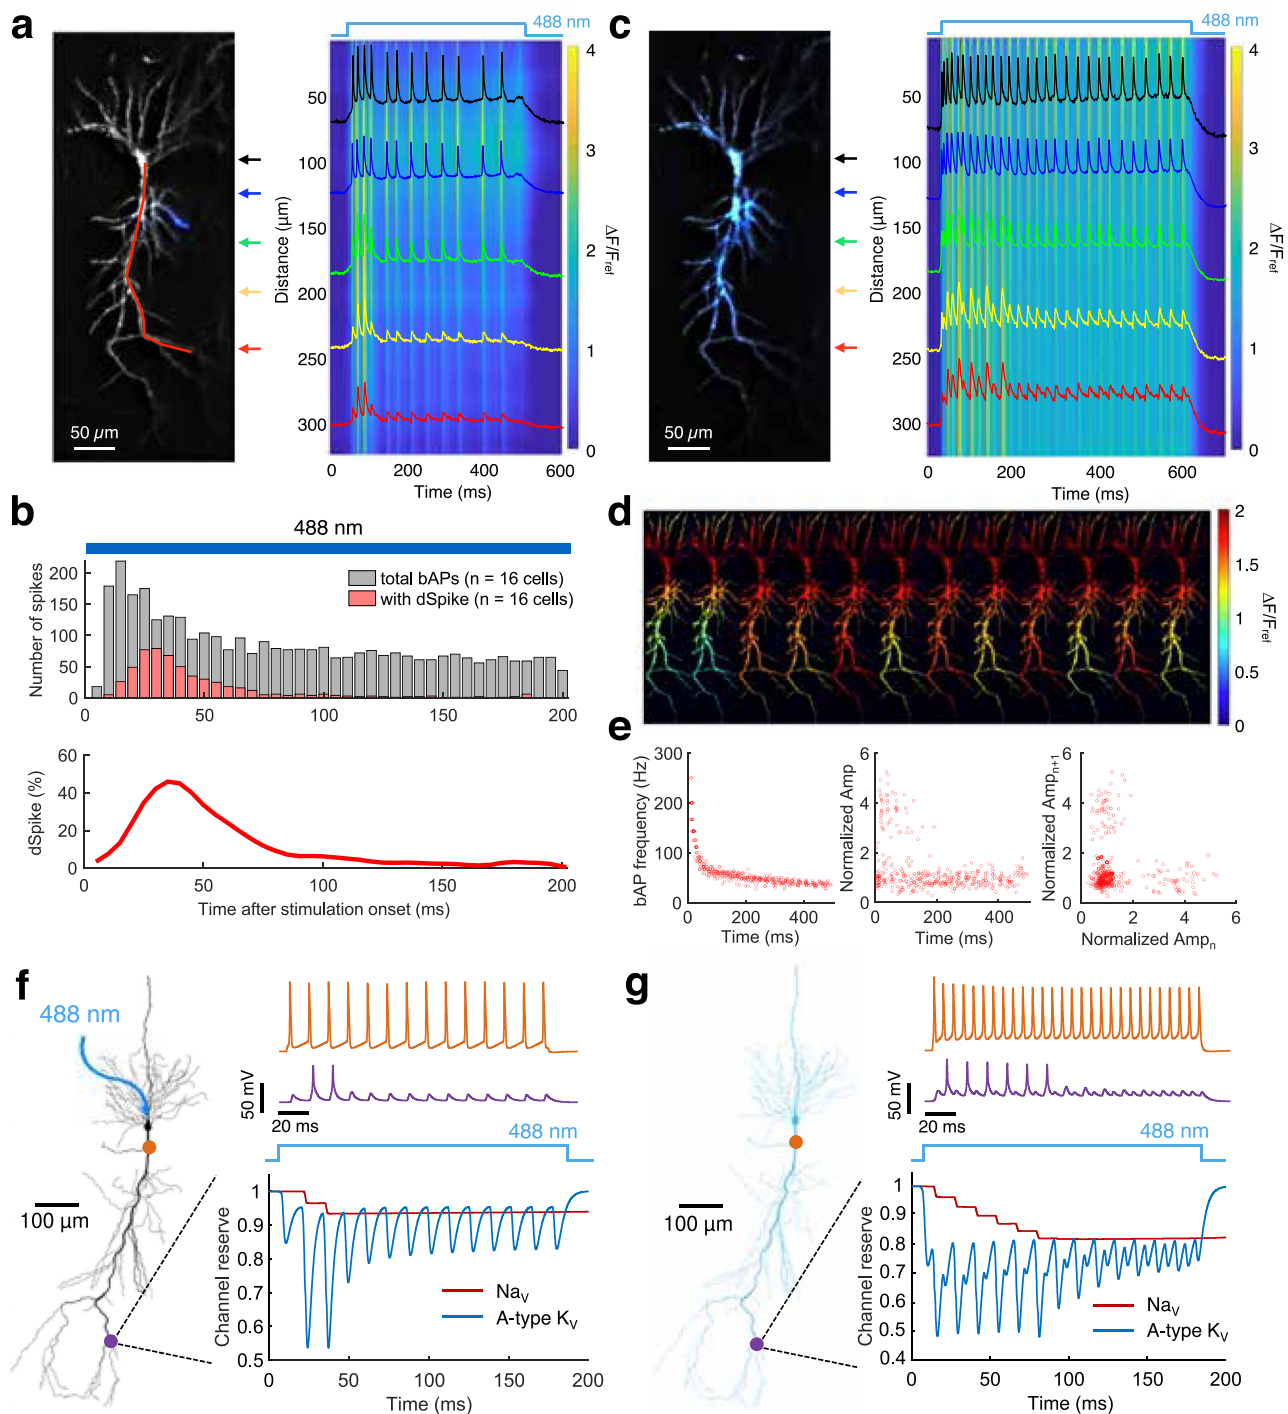 a
488 nm
50
100
150
200
250
300
Distance (µm)
0
200
400
600
Time (ms)
4
3
2
1
0
ΔF/Fref
50 µm
c
488 nm
50
100
150
200
250
300
Distance (µm)
0
200
400
600
Time (ms)
4
3
2
1
0
ΔF/Fref
50 µm
b
488 nm
200
150
100
50
0
Number of spikes
total bAPs (n = 16 cells)
with dSpike (n = 16 cells)
0
50
100
150
200
60
40
20
0
dSpike (%)
0
50
100
150
200
Time after stimulation onset (ms)
d
2
1.5
1
0.5
0
ΔF/Fref
e
300
200
100
0
bAP frequency (Hz)
0
200
400
Time (ms)
6
4
2
0
Normalized Amp
0
200
400
Time (ms)
6
4
2
0
Normalized Ampn+1
0
2
4
6
Normalized Ampn
f
488 nm
50 mV
20 ms
488 nm
100 µm
1
0.9
0.8
0.7
0.6
0.5
Channel reserve
NaV
A-type KV
0
50
100
150
200
Time (ms)
g
50 mV
20 ms
488 nm
100 µm
1
0.9
0.8
0.7
0.6
0.5
0.4
Channel reserve
NaV
A-type KV
0
50
100
150
200
Time (ms)